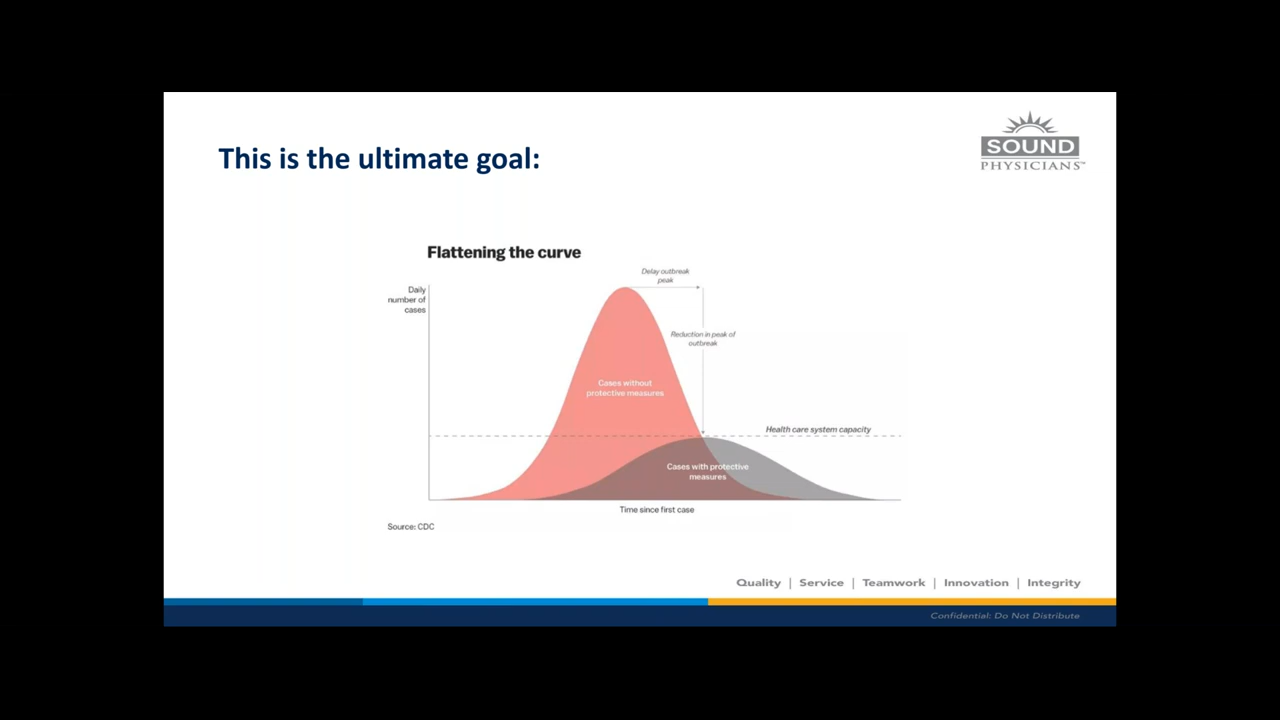 This is the ultimate goal:
SOUND
PHYSICIANS™
Flattening the curve
Delay outbreak
peak
Daily
number of
cases
Reduction in peak of
outbreak
Cases without
protective measures
Health care system capacity
Cases with protective
measures
Time since first case
Source: CDC
Quality | Service | Teamwork | Innovation | Integrity
Confidential: Do Not Distribute